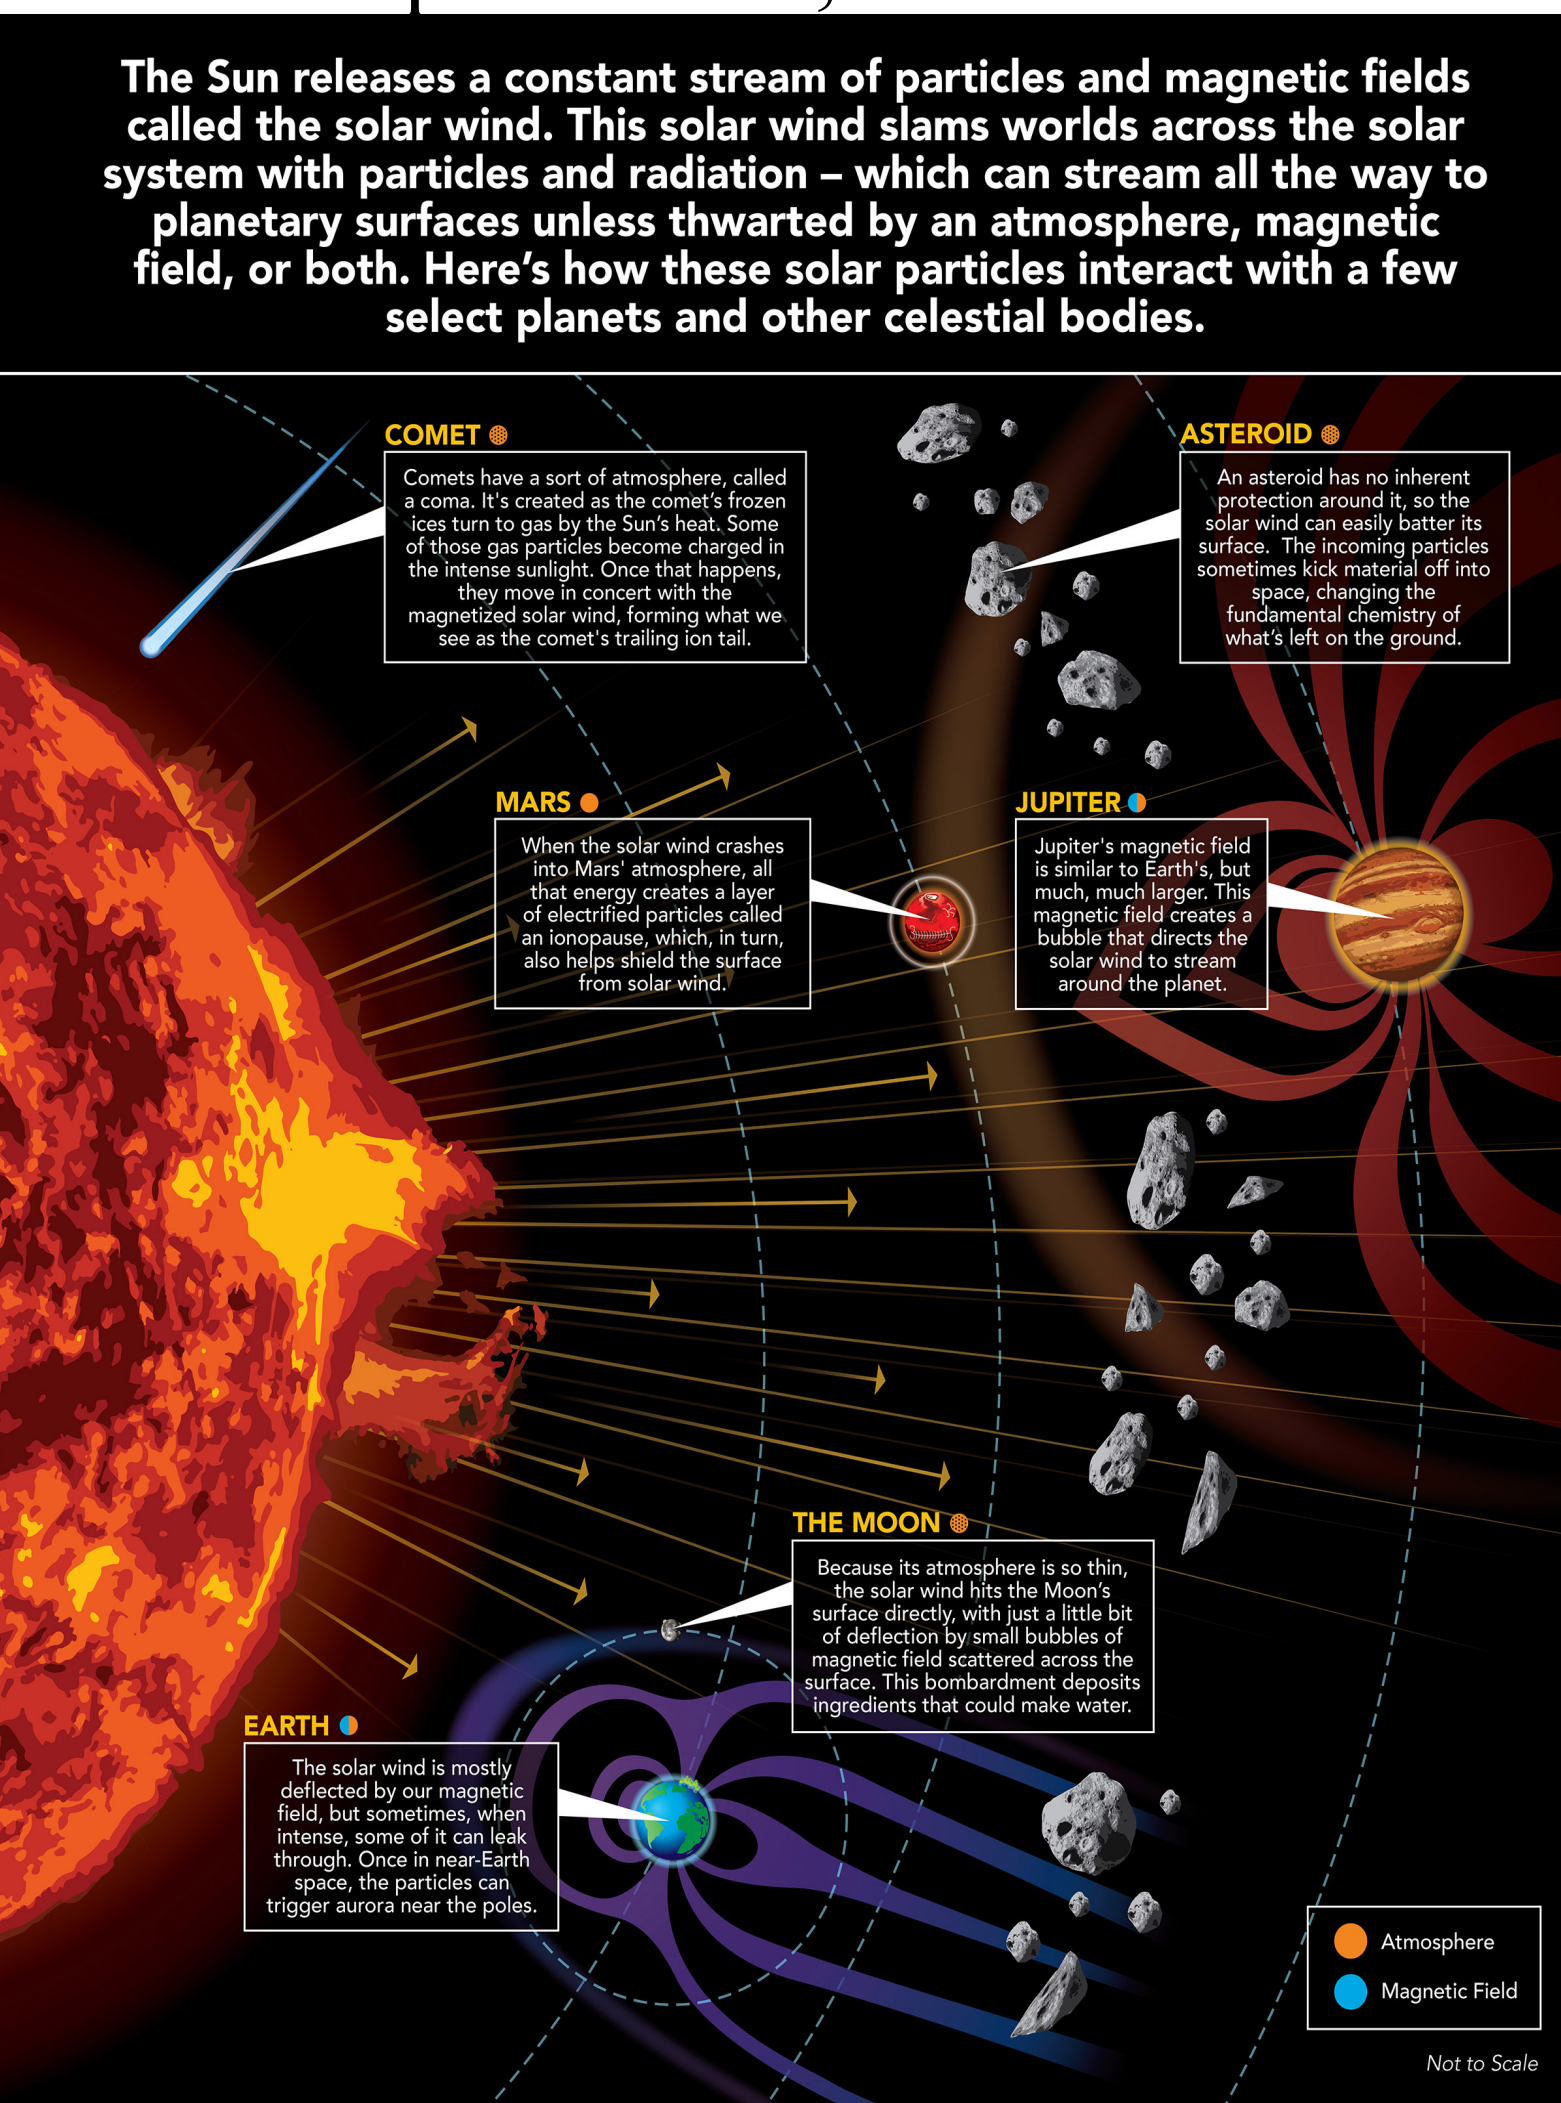 The Sun releases a constant stream of particles and magnetic fields
called the solar wind. This solar wind slams worlds across the solar
system with particles and radiation – which can stream all the way to
planetary surfaces unless thwarted by an atmosphere, magnetic
field, or both. Here’s how these solar particles interact with a few
select planets and other celestial bodies.
COMET
Comets have a sort of atmosphere, called
a coma. It's created as the comet’s frozen
ices turn to gas by the Sun’s heat. Some
of those gas particles become charged in
the intense sunlight. Once that happens,
they move in concert with the
magnetized solar wind, forming what we
see as the comet's trailing ion tail.
ASTEROID
An asteroid has no inherent
protection around it, so the
solar wind can easily batter its
surface. The incoming particles
sometimes kick material off into
space, changing the
fundamental chemistry of
what’s left on the ground.
MARS
When the solar wind crashes
into Mars' atmosphere, all
that energy creates a layer
of electrified particles called
an ionopause, which, in turn,
also helps shield the surface
from solar wind.
JUPITER
Jupiter's magnetic field
is similar to Earth's, but
much, much larger. This
magnetic field creates a
bubble that directs the
solar wind to stream
around the planet.
THE MOON
Because its atmosphere is so thin,
the solar wind hits the Moon’s
surface directly, with just a little bit
of deflection by small bubbles of
magnetic field scattered across the
surface. This bombardment deposits
ingredients that could make water.
EARTH
The solar wind is mostly
deflected by our magnetic
field, but sometimes, when
intense, some of it can leak
through. Once in near-Earth
space, the particles can
trigger aurora near the poles.
Atmosphere
Magnetic Field
Not to Scale